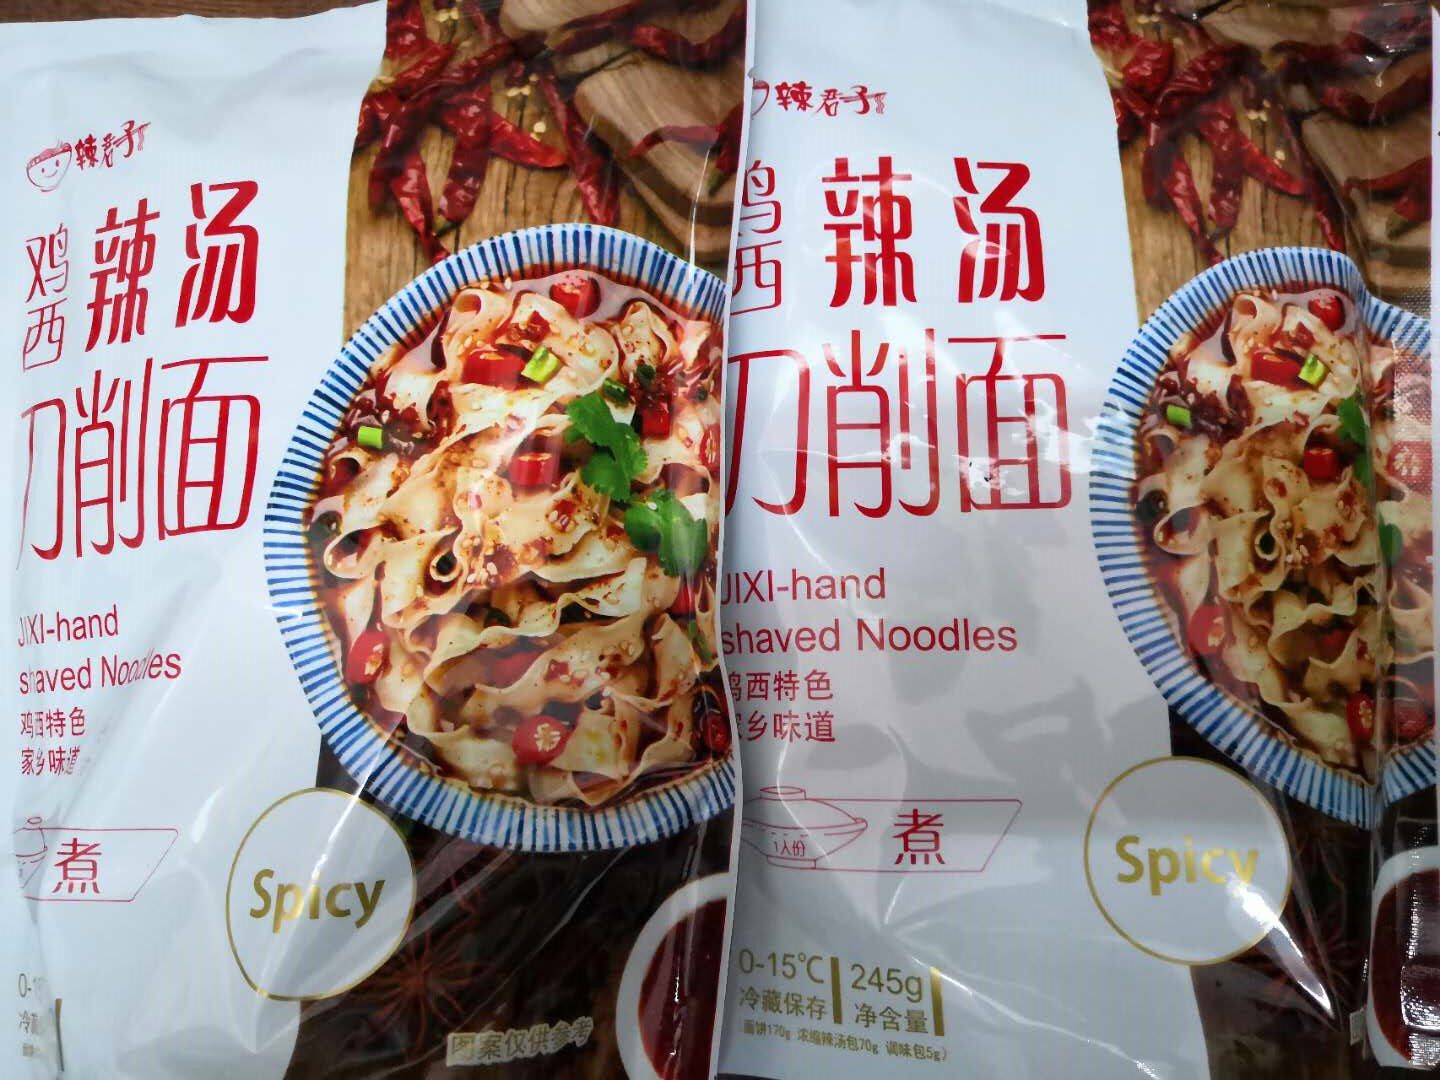 辣君子
鸡西
辣汤
刀削面
JIXI-hand
shaved Noodles
鸡西特色
家乡味道
煮
Spicy
图案仅供参考
辣君子
鸡西
辣汤
刀削面
JIXI-hand
shaved Noodles
鸡西特色
家乡味道
1人份
煮
Spicy
0-15℃
冷藏保存
245g
净含量
面饼170g 浓缩辣汤包70g 调味包5g)